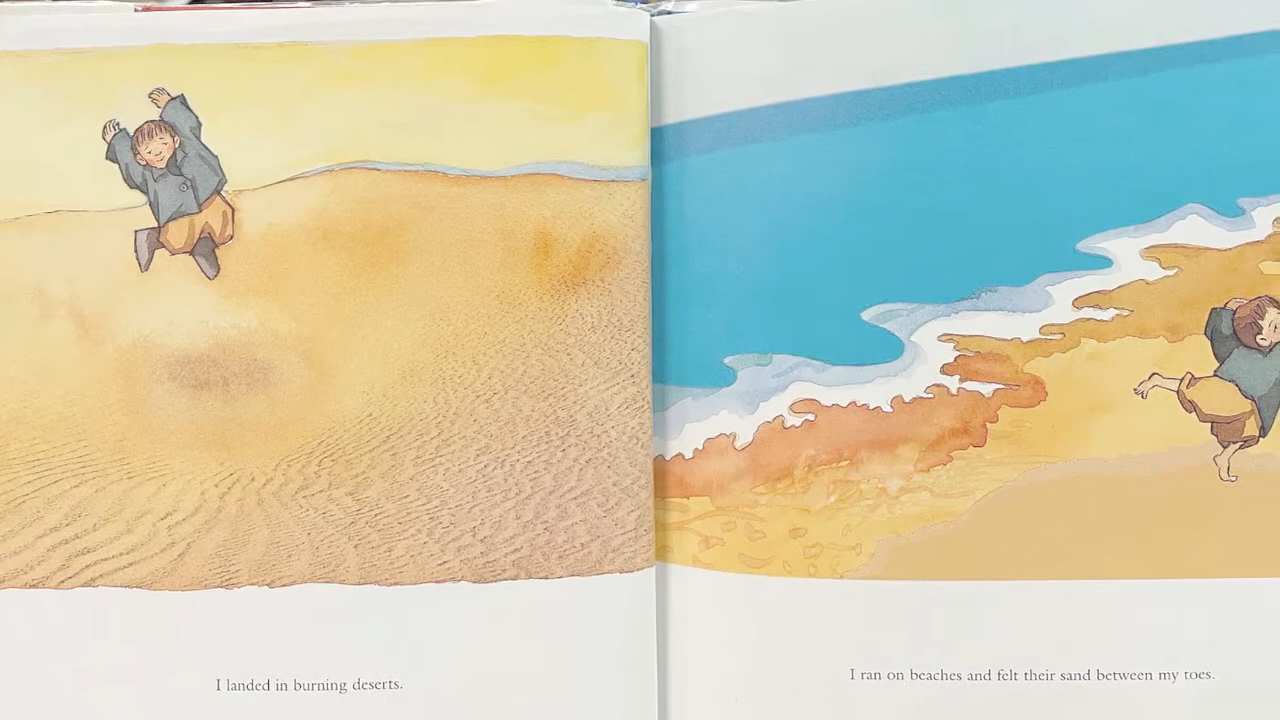 I landed in burning deserts.
I ran on beaches and felt their sand between my toes.